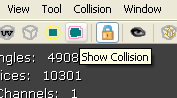 View Tool Collision Window
ngles: 4908
Show Collision
ices: 10301
Channels: 1